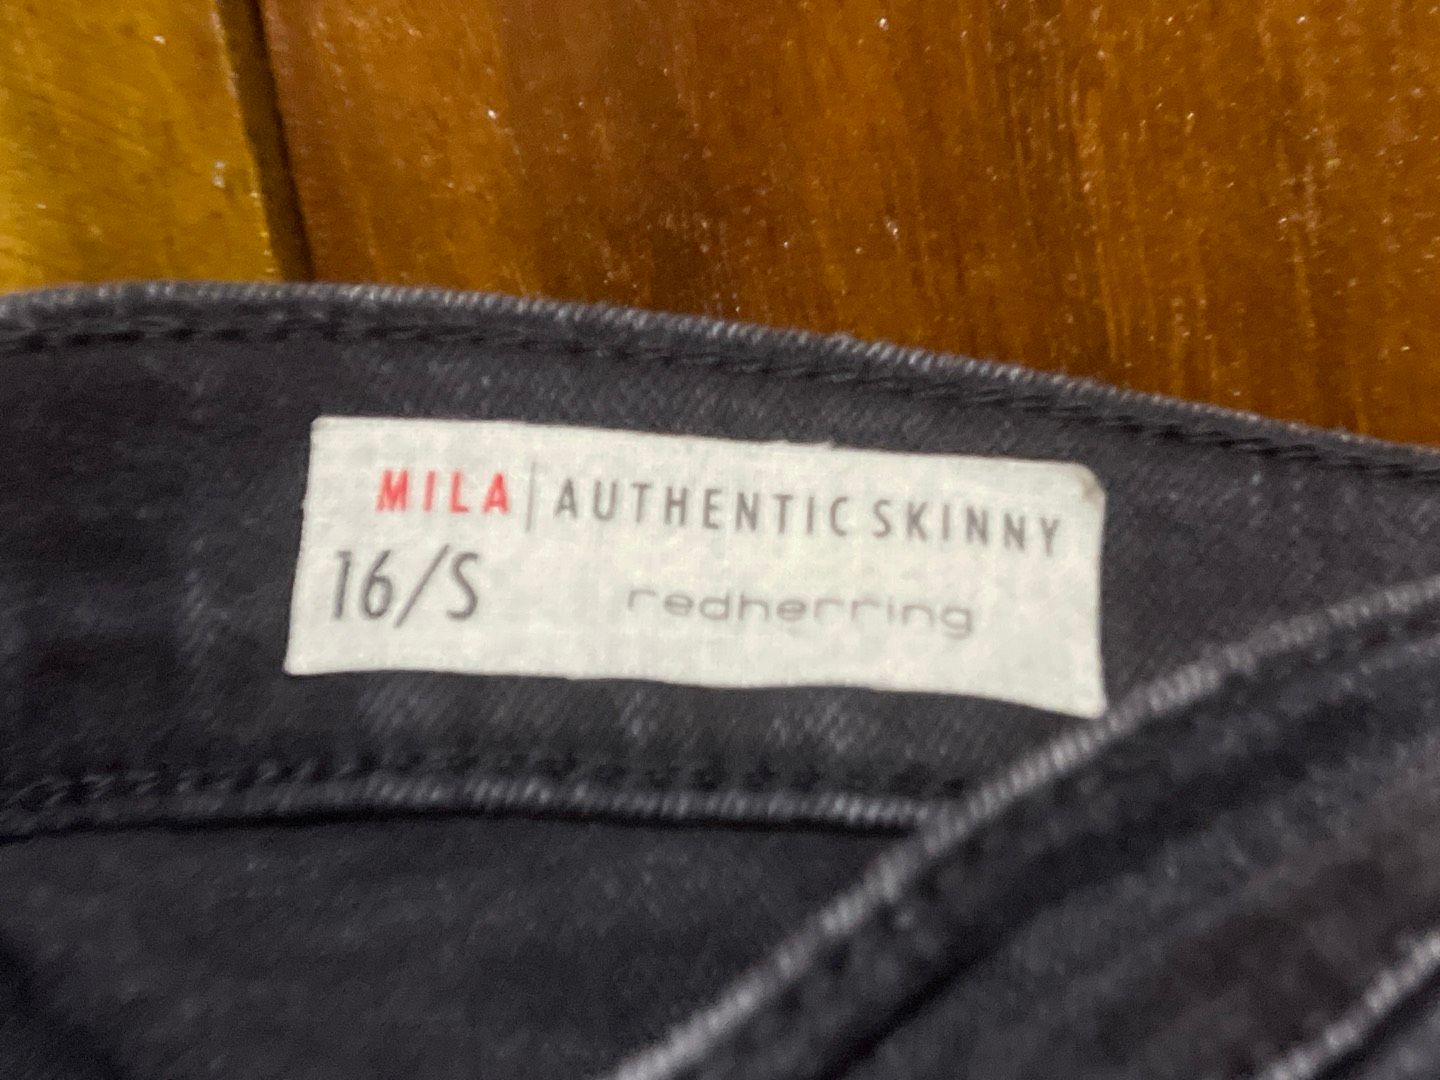 MILA | AUTHENTIC SKINNY
16/S redherring